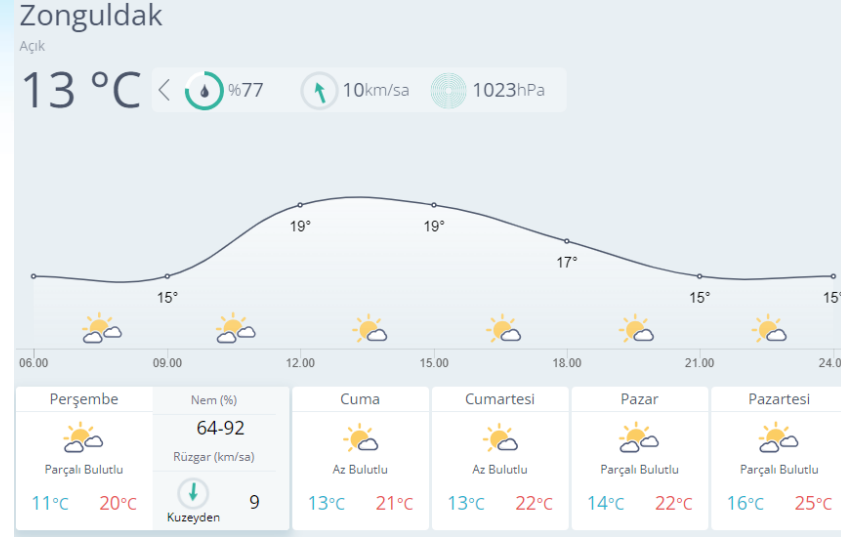 Zonguldak
Açık
13 °C %77 10km/sa 1023hPa
19° 19°
17°
15° 15° 15°
06.00 09.00 12.00 15.00 18.00 21.00 24.0
Perşembe Nem (%) Cuma Cumartesi Pazar Pazartesi
64-92
Rüzgar (km/sa)
Parçalı Bulutlu Az Bulutlu Az Bulutlu Parçalı Bulutlu Parçalı Bulutlu
11°C 20°C 9 13°C 21°C 13°C 22°C 14°C 22°C 16°C 25°C
Kuzeyden